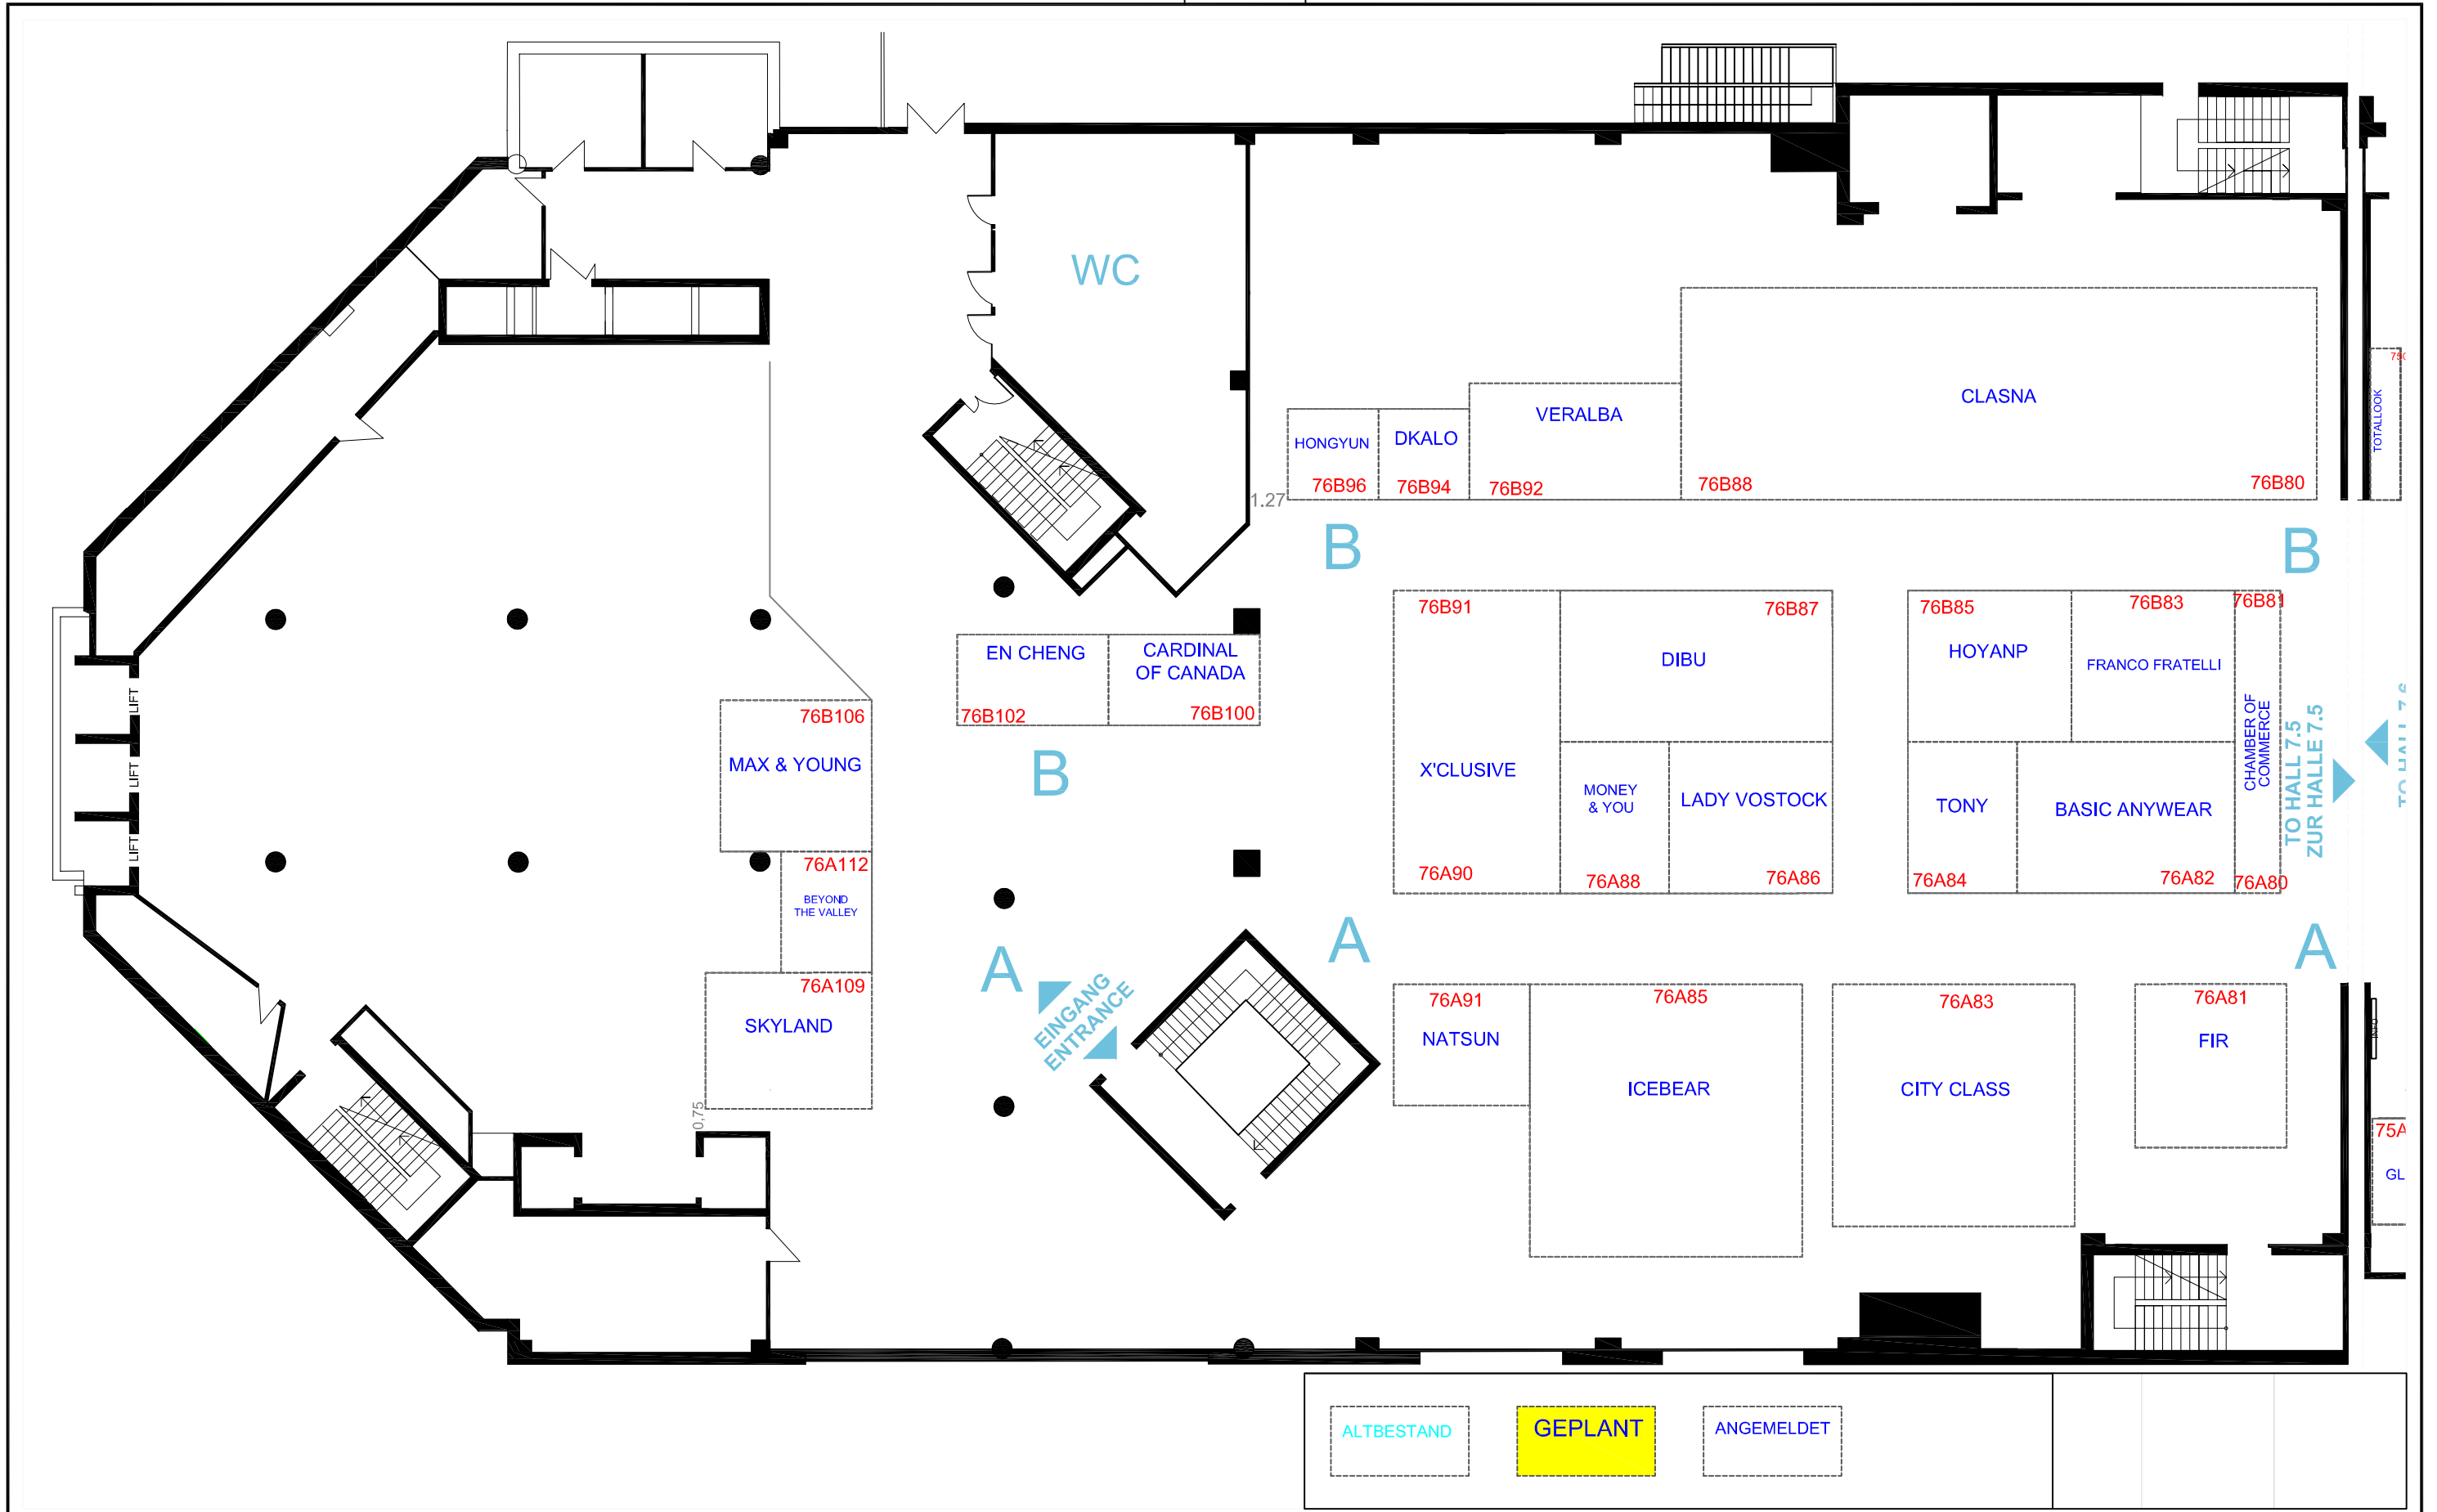 WC
CLASNA
76B88
76B80
VERALBA
76B92
DKALO
76B94
HONGYUN
76B96
1.27
TOTALLOOK
B
B
76B91
X'CLUSIVE
76A90
76B87
DIBU
MONEY
& YOU
76A88
LADY VOSTOCK
76A86
76B85
HOYANP
76B83
FRANCO FRATELLI
76B81
CHAMBER OF
COMMERCE
76A80
TONY
76A84
BASIC ANYWEAR
76A82
TO HALL 7.5
ZUR HALLE 7.5
EN CHENG
76B102
CARDINAL
OF CANADA
76B100
B
76B106
MAX & YOUNG
76A112
BEYOND
THE VALLEY
76A109
SKYLAND
0,75
LIFT
LIFT
LIFT
A
EINGANG
ENTRANCE
A
A
76A91
NATSUN
76A85
ICEBEAR
76A83
CITY CLASS
76A81
FIR
INFO
75A
GL
ALTBESTAND
GEPLANT
ANGEMELDET